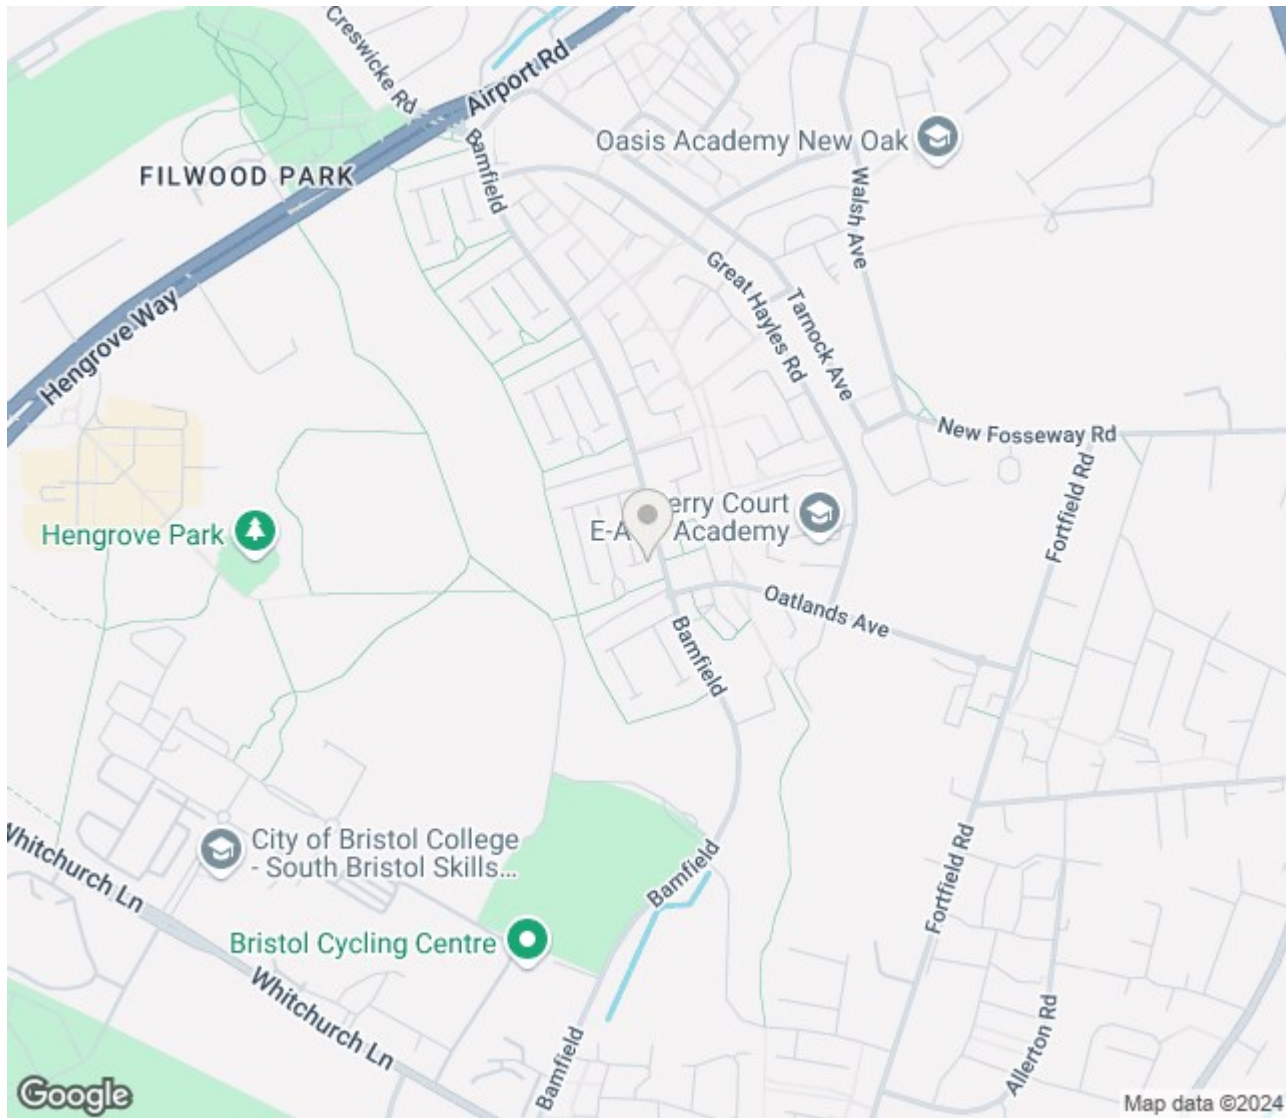 Creswicke Rd
Airport Rd
Bamfield
Oasis Academy New Oak
FILWOOD PARK
Walsh Ave
Great Hayles Rd
Tarnock Ave
Hengrove Way
New Fosseway Rd
Fortfield Rd
erry Court
E-A Academy
Hengrove Park
Oatlands Ave
Bamfield
Whitchurch Ln
City of Bristol College
- South Bristol Skills...
Bamfield
Fortfield Rd
Bristol Cycling Centre
Whitchurch Ln
Allerton Rd
Bamfield
Google
Map data ©2024